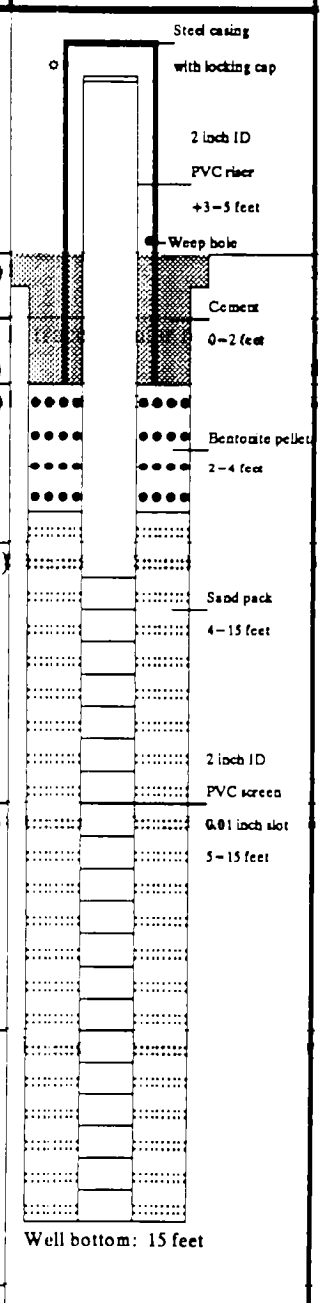 Steel casing
with locking cap
2 inch ID
PVC riser
+3-5 feet
Weep hole
Cement
0-2 feet
Bentonite pellet
2-4 feet
Sand pack
4-15 feet
2 inch ID
PVC screen
0.01 inch slot
5-15 feet
Well bottom: 15 feet